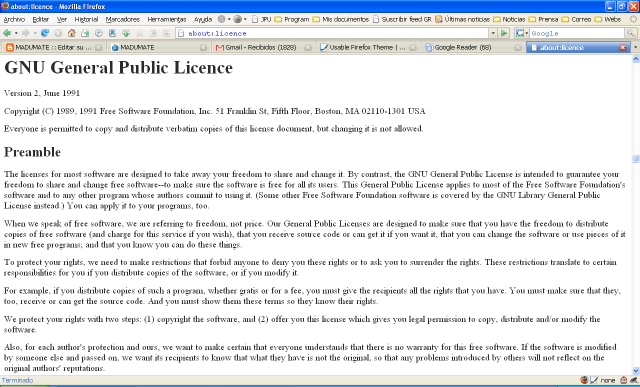 about:licence - Mozilla Firefox
Archivo Editar Ver Historial Marcadores Herramientas Ayuda JPU Program Mis documentos Suscribir feed GR Últimas noticias Noticias Prensa Correo Webs
about:licence Google
MADUMATE :: Editar su ... MADUMATE Gmail - Recibidos (1828) Usable Firefox Theme | ... Google Reader (68) about:licence
GNU General Public Licence
Version 2, June 1991
Copyright (C) 1989, 1991 Free Software Foundation, Inc. 51 Franklin St, Fifth Floor, Boston, MA 02110-1301 USA
Everyone is permitted to copy and distribute verbatim copies of this license document, but changing it is not allowed.
Preamble
The licenses for most software are designed to take away your freedom to share and change it. By contrast, the GNU General Public License is intended to guarantee your
freedom to share and change free software--to make sure the software is free for all its users. This General Public License applies to most of the Free Software Foundation's
software and to any other program whose authors commit to using it. (Some other Free Software Foundation software is covered by the GNU Library General Public
License instead.) You can apply it to your programs, too.
When we speak of free software, we are referring to freedom, not price. Our General Public Licenses are designed to make sure that you have the freedom to distribute
copies of free software (and charge for this service if you wish), that you receive source code or can get it if you want it, that you can change the software or use pieces of it
in new free programs; and that you know you can do these things.
To protect your rights, we need to make restrictions that forbid anyone to deny you these rights or to ask you to surrender the rights. These restrictions translate to certain
responsibilities for you if you distribute copies of the software, or if you modify it.
For example, if you distribute copies of such a program, whether gratis or for a fee, you must give the recipients all the rights that you have. You must make sure that they,
too, receive or can get the source code. And you must show them these terms so they know their rights.
We protect your rights with two steps: (1) copyright the software, and (2) offer you this license which gives you legal permission to copy, distribute and/or modify the
software.
Also, for each author's protection and ours, we want to make certain that everyone understands that there is no warranty for this free software. If the software is modified
by someone else and passed on, we want its recipients to know that what they have is not the original, so that any problems introduced by others will not reflect on the
original authors' reputations.
Terminado none